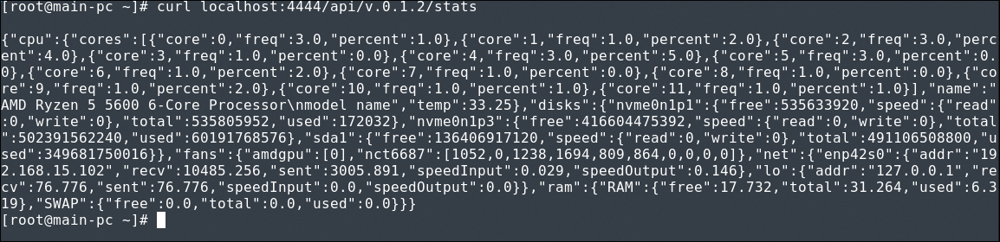 [root@main-pc ~]# curl localhost:4444/api/v.0.1.2/stats
{"cpu":{"cores":[{"core":0,"freq":3.0,"percent":1.0},{"core":1,"freq":1.0,"percent":2.0},{"core":2,"freq":3.0,"perc
ent":4.0},{"core":3,"freq":1.0,"percent":0.0},{"core":4,"freq":3.0,"percent":5.0},{"core":5,"freq":3.0,"percent":0.
0},{"core":6,"freq":1.0,"percent":2.0},{"core":7,"freq":1.0,"percent":0.0},{"core":8,"freq":1.0,"percent":0.0},{"co
re":9,"freq":1.0,"percent":2.0},{"core":10,"freq":1.0,"percent":1.0},{"core":11,"freq":1.0,"percent":1.0}],"name":"
AMD Ryzen 5 5600 6-Core Processor\nmodel name","temp":33.25},"disks":{"nvme0n1p1":{"free":535633920,"speed":{"read"
:0,"write":0},"total":535805952,"used":172032},"nvme0n1p3":{"free":416604475392,"speed":{"read":0,"write":0},"total
":502391562240,"used":60191768576},"sda1":{"free":136406917120,"speed":{"read":0,"write":0},"total":491106508800,"u
sed":349681750016}},"fans":{"amdgpu":[0],"nct6687":[1052,0,1238,1694,809,864,0,0,0,0]},"net":{"enp42s0":{"addr":"19
2.168.15.102","recv":10485.256,"sent":3005.891,"speedInput":0.029,"speedOutput":0.146},"lo":{"addr":"127.0.0.1","re
cv":76.776,"sent":76.776,"speedInput":0.0,"speedOutput":0.0}},"ram":{"RAM":{"free":17.732,"total":31.264,"used":6.3
19},"SWAP":{"free":0.0,"total":0.0,"used":0.0}}}
[root@main-pc ~]#